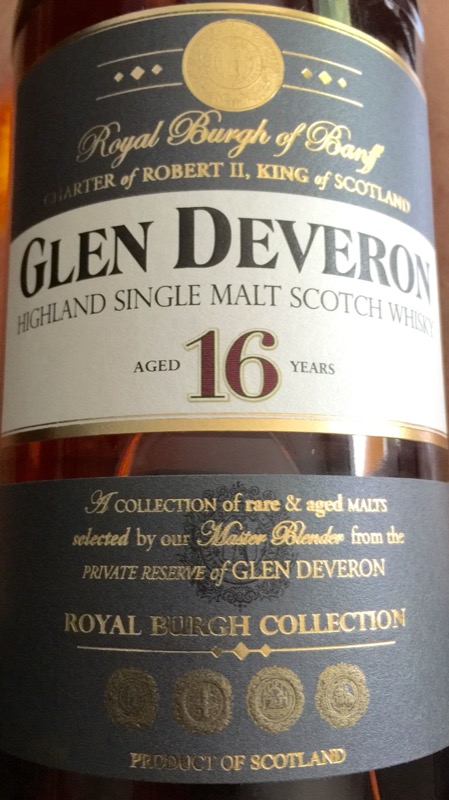 Royal Burgh of Banff
CHARTER of ROBERT II, KING of SCOTLAND
GLEN DEVERON
HIGHLAND SINGLE MALT SCOTCH WHISKY
AGED 16 YEARS
A COLLECTION of rare & aged MALTS
selected by our Master Blender from the
PRIVATE RESERVE of GLEN DEVERON
ROYAL BURGH COLLECTION
PRODUCT OF SCOTLAND